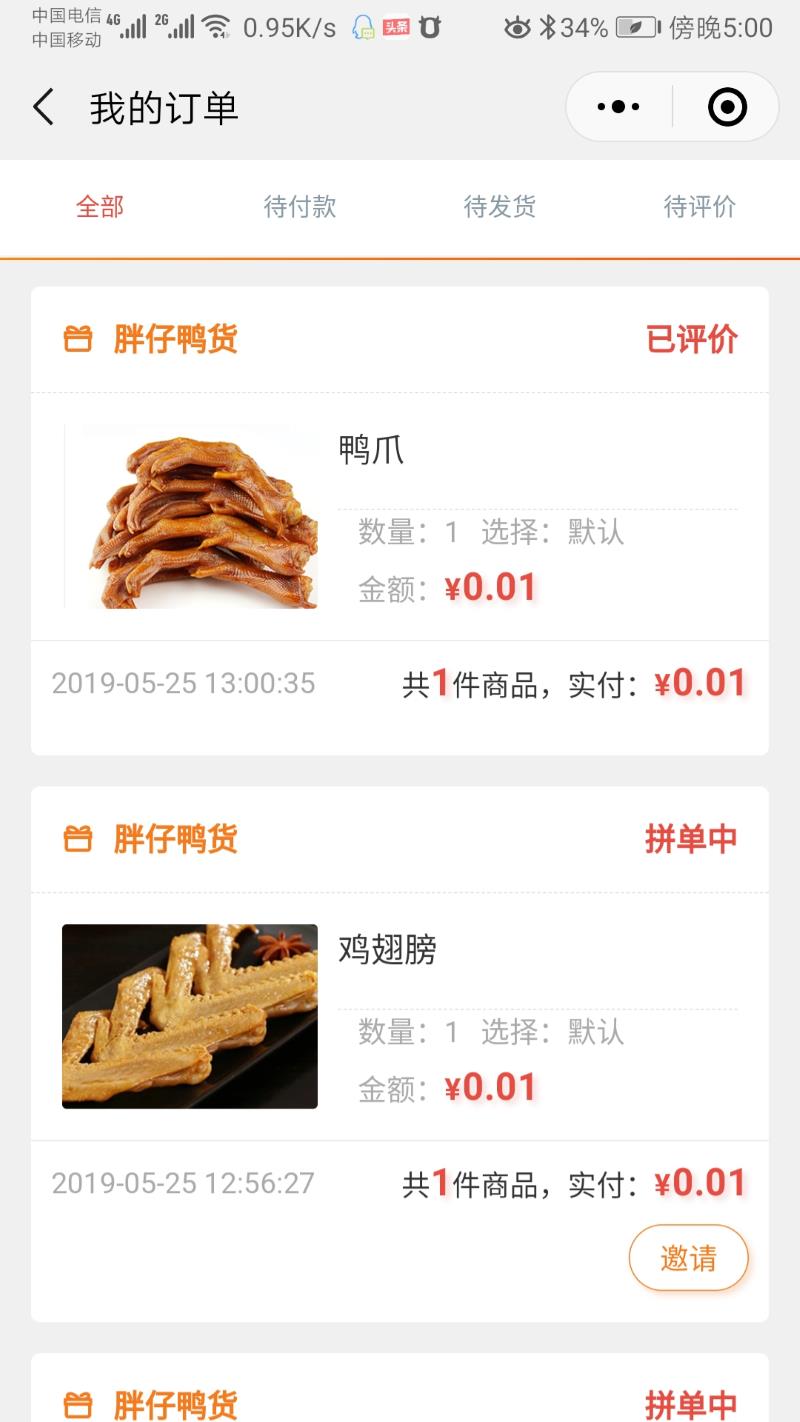 中国电信 4G 2G 0.95K/s 头条 34% 傍晚5:00
中国移动
我的订单
全部 待付款 待发货 待评价
胖仔鸭货 已评价
鸭爪
数量：1 选择：默认
金额：¥0.01
2019-05-25 13:00:35 共1件商品，实付：¥0.01
胖仔鸭货 拼单中
鸡翅膀
数量：1 选择：默认
金额：¥0.01
2019-05-25 12:56:27 共1件商品，实付：¥0.01
邀请
胖仔鸭货 拼单中